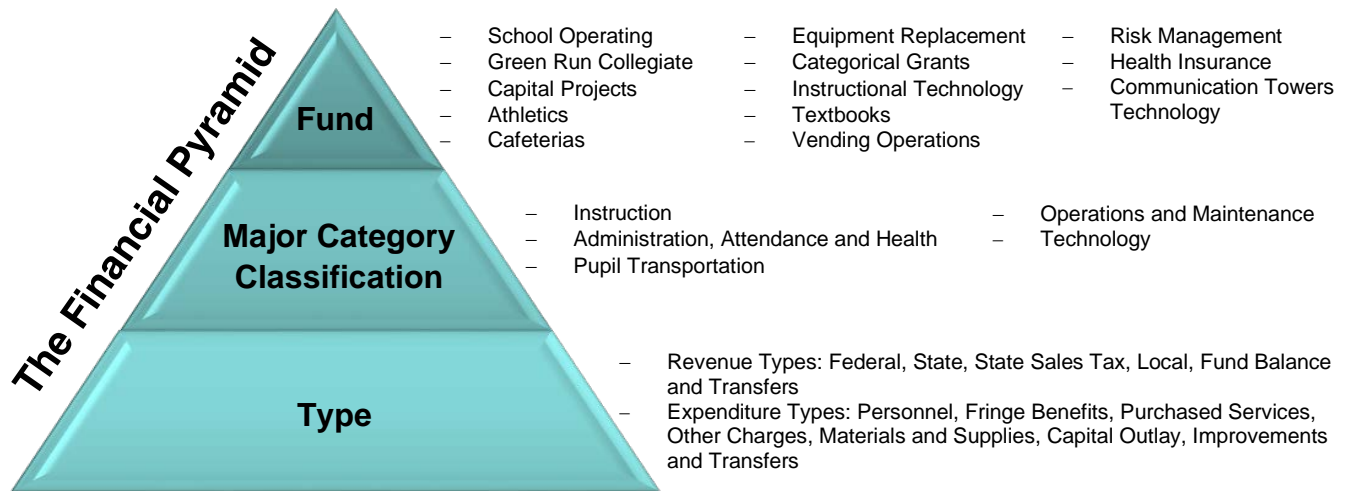 The Financial Pyramid
Fund
– School Operating
– Green Run Collegiate
– Capital Projects
– Athletics
– Cafeterias
– Equipment Replacement
– Categorical Grants
– Instructional Technology
– Textbooks
– Vending Operations
– Risk Management
– Health Insurance
– Communication Towers
Technology
Major Category
Classification
– Instruction
– Administration, Attendance and Health
– Pupil Transportation
– Operations and Maintenance
– Technology
Type
– Revenue Types: Federal, State, State Sales Tax, Local, Fund Balance
and Transfers
– Expenditure Types: Personnel, Fringe Benefits, Purchased Services,
Other Charges, Materials and Supplies, Capital Outlay, Improvements
and Transfers